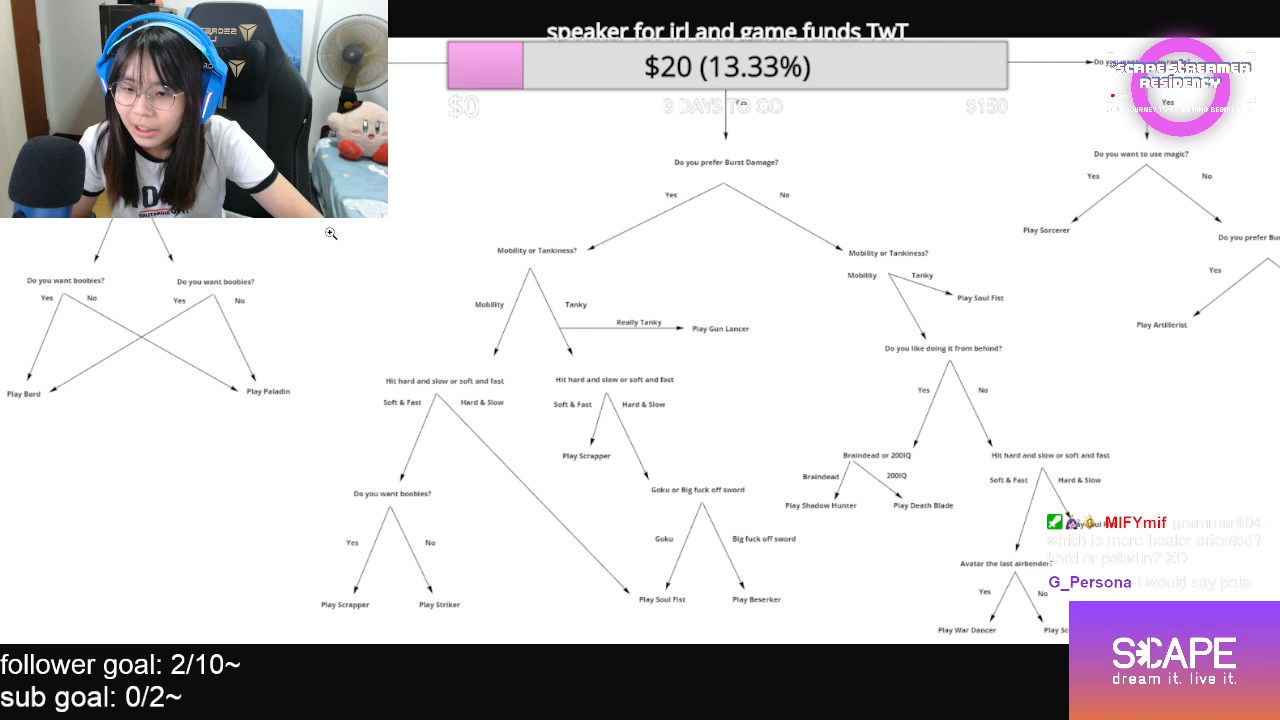 speaker for irl and game funds TwT
$20 (13.33%)
$0
3 DAYS TO GO
$150
Yes
SCAPE STREAMER
RESIDENCY
Yes
Do you want to use magic?
Yes
No
Play Sorcerer
Do you prefer Bu
Yes
Play Artillerist
Do you prefer Burst Damage?
Yes
No
Mobility or Tankiness?
Mobility
Tanky
Really Tanky
Play Gun Lancer
Mobility or Tankiness?
Mobility
Tanky
Play Soul Fist
Do you want boobies?
Yes
No
Do you want boobies?
Yes
No
Play Bard
Play Paladin
Hit hard and slow or soft and fast
Soft & Fast
Hard & Slow
Hit hard and slow or soft and fast
Soft & Fast
Hard & Slow
Play Scrapper
Do you want boobies?
Yes
No
Play Scrapper
Play Striker
Goku or Big fuck off sword
Goku
Big fuck off sword
Play Soul Fist
Play Beserker
Do you like doing it from behind?
Yes
No
Braindead or 200IQ
Braindead
200IQ
Play Shadow Hunter
Play Death Blade
Hit hard and slow or soft and fast
Soft & Fast
Hard & Slow
Avatar the last airbender?
Yes
No
Play War Dancer
Play Sc
MIFYmif grammar404.
which is more healer oriented?
bard or paladin? XD
G_Persona i would say pala
SCAPE
dream it. live it.
follower goal: 2/10~
sub goal: 0/2~